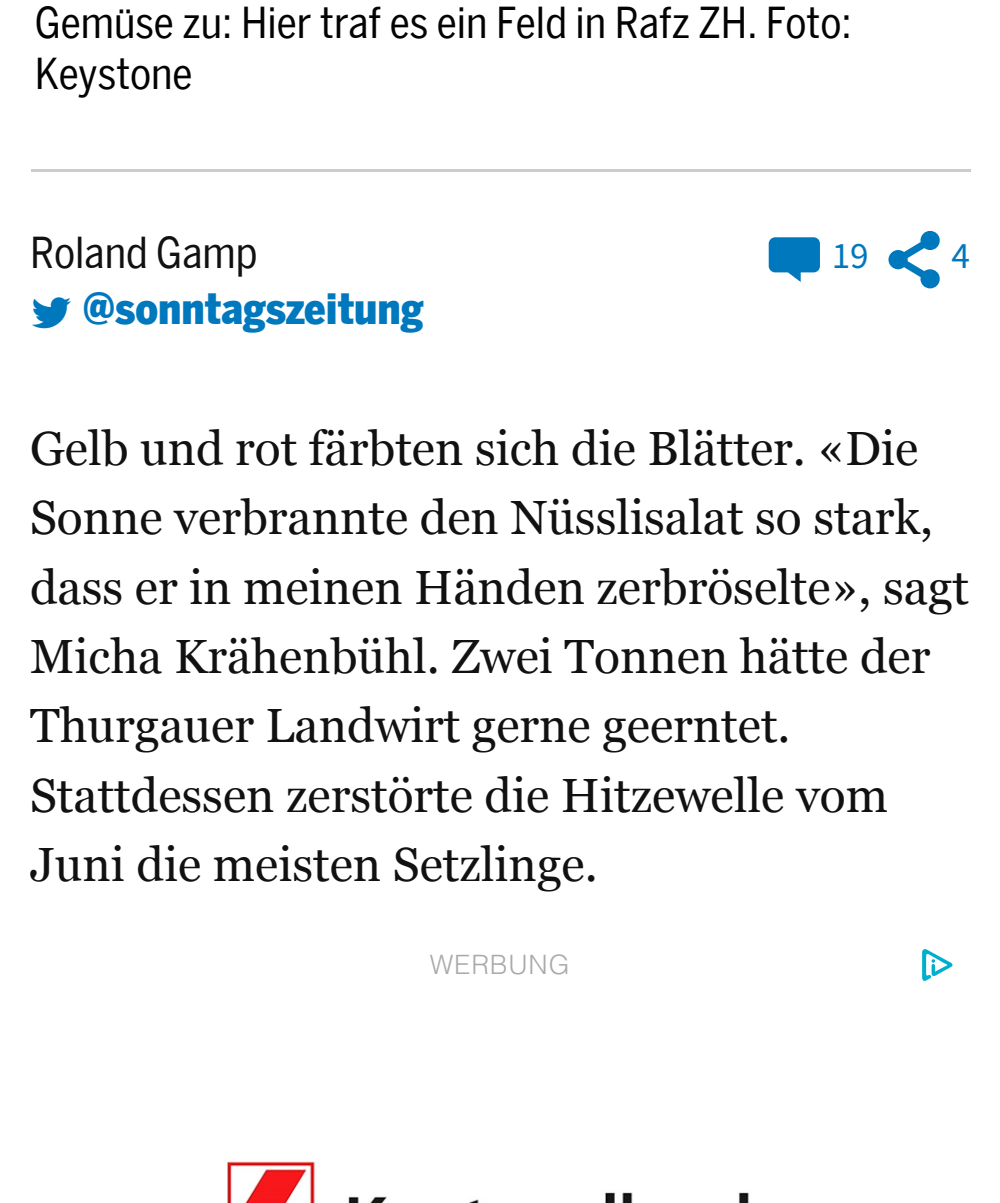 Gemüse zu: Hier traf es ein Feld in Rafz ZH. Foto:
Keystone
Roland Gamp
19
4
@sonntagszeitung
Gelb und rot färbten sich die Blätter. «Die
Sonne verbrannte den Nüsslisalat so stark,
dass er in meinen Händen zerbröselte», sagt
Micha Krähenbühl. Zwei Tonnen hätte der
Thurgauer Landwirt gerne geerntet.
Stattdessen zerstörte die Hitzewelle vom
Juni die meisten Setzlinge.
WERBUNG